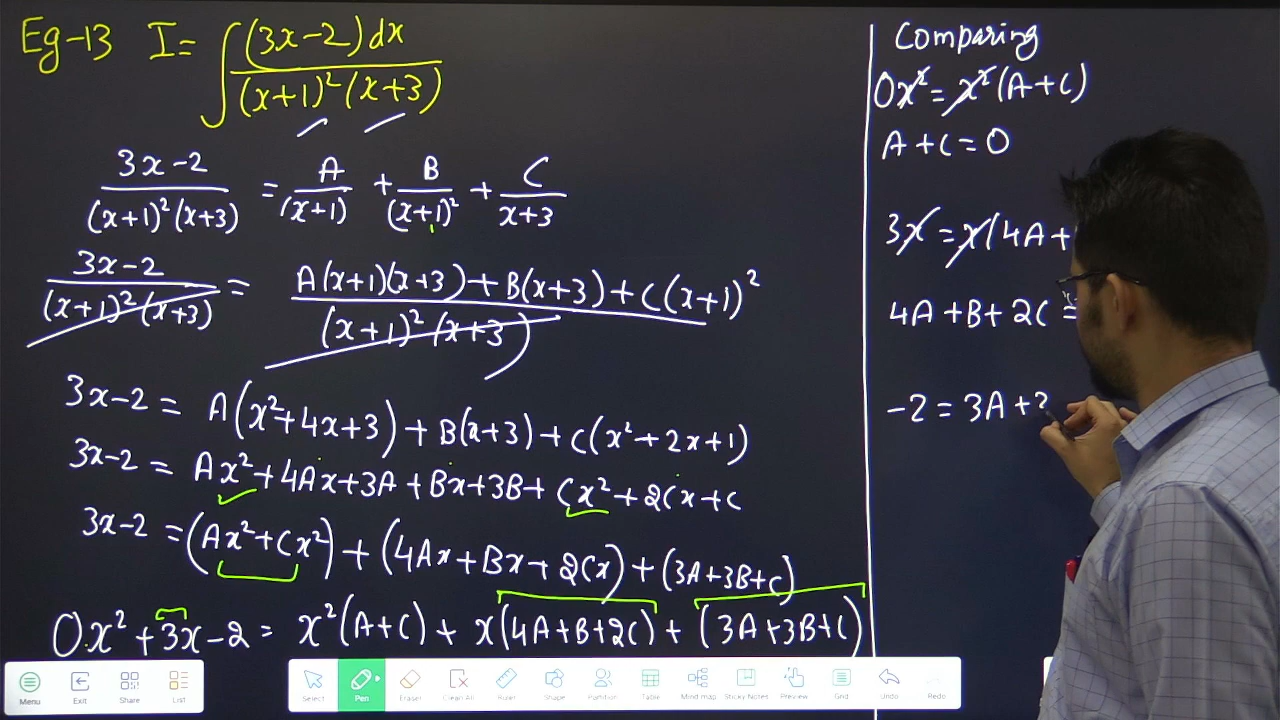 Eg-13 I = ∫ (3x-2)dx / (x+1)²(x+3)
3x-2 / (x+1)²(x+3) = A / (x+1) + B / (x+1)² + C / x+3
3x-2 / (x+1)²(x+3) = A(x+1)(x+3) + B(x+3) + C(x+1)² / (x+1)²(x+3)
3x-2 = A(x²+4x+3) + B(x+3) + C(x²+2x+1)
3x-2 = Ax² + 4Ax + 3A + Bx + 3B + Cx² + 2Cx + C
3x-2 = (Ax² + Cx²) + (4Ax + Bx + 2Cx) + (3A+3B+C)
0x² + 3x - 2 = x²(A+C) + x(4A+B+2C) + (3A+3B+C)
Comparing
0x² = x²(A+C)
A+C = 0
3x = x(4A+
4A+B+2C =
-2 = 3A+
Menu
Exit
Share
List
Select
Pen
Eraser
Clean All
Ruler
Shape
Partition
Table
Mind map
Sticky Notes
Preview
Grid
Undo
Redo